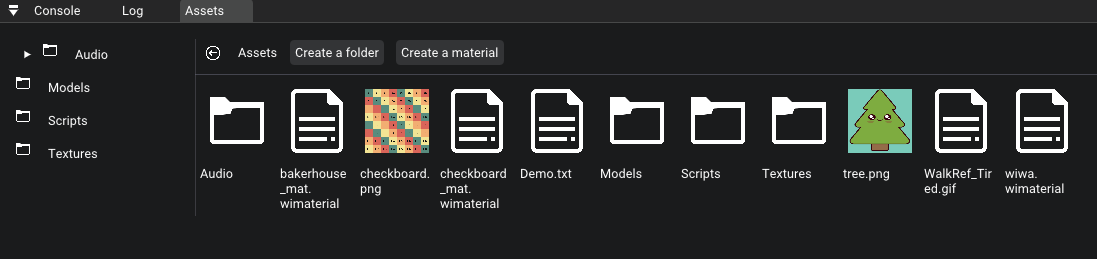 Console Log Assets
Audio
Models
Scripts
Textures
Assets Create a folder Create a material
Audio
bakerhouse
_mat.
wimaterial
checkboard.
png
checkboard
_mat.
wimaterial
Demo.txt
Models
Scripts
Textures
tree.png
WalkRef_Tir
ed.gif
wiwa.
wimaterial